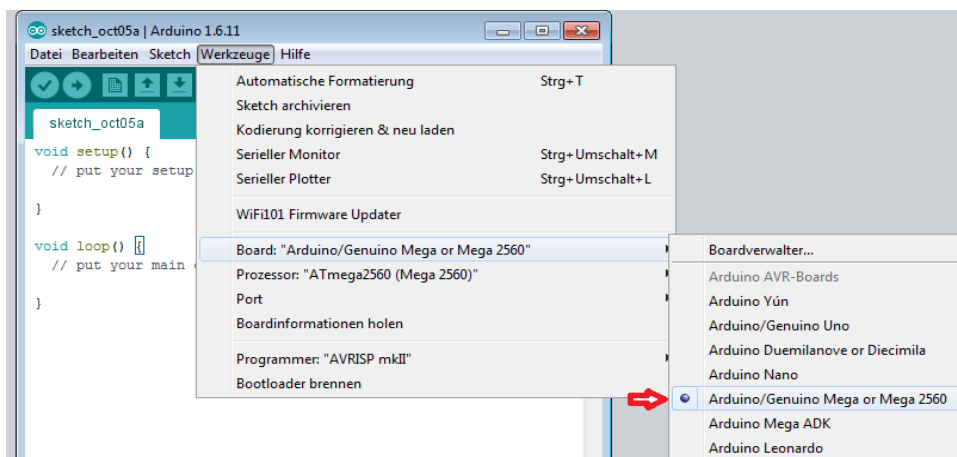 sketch_oct05a | Arduino 1.6.11
Datei Bearbeiten Sketch Werkzeuge Hilfe
sketch_oct05a
void setup() {
// put your setup
}
void loop() {
// put your main
}
Automatische Formatierung Strg+T
Sketch archivieren
Kodierung korrigieren & neu laden
Serieller Monitor Strg+Umschalt+M
Serieller Plotter Strg+Umschalt+L
WiFi101 Firmware Updater
Board: "Arduino/Genuino Mega or Mega 2560"
Prozessor: "ATmega2560 (Mega 2560)"
Port
Boardinformationen holen
Programmer: "AVRISP mkII"
Bootloader brennen
Boardverwalter...
Arduino AVR-Boards
Arduino Yún
Arduino/Genuino Uno
Arduino Duemilanove or Diecimila
Arduino Nano
Arduino/Genuino Mega or Mega 2560
Arduino Mega ADK
Arduino Leonardo